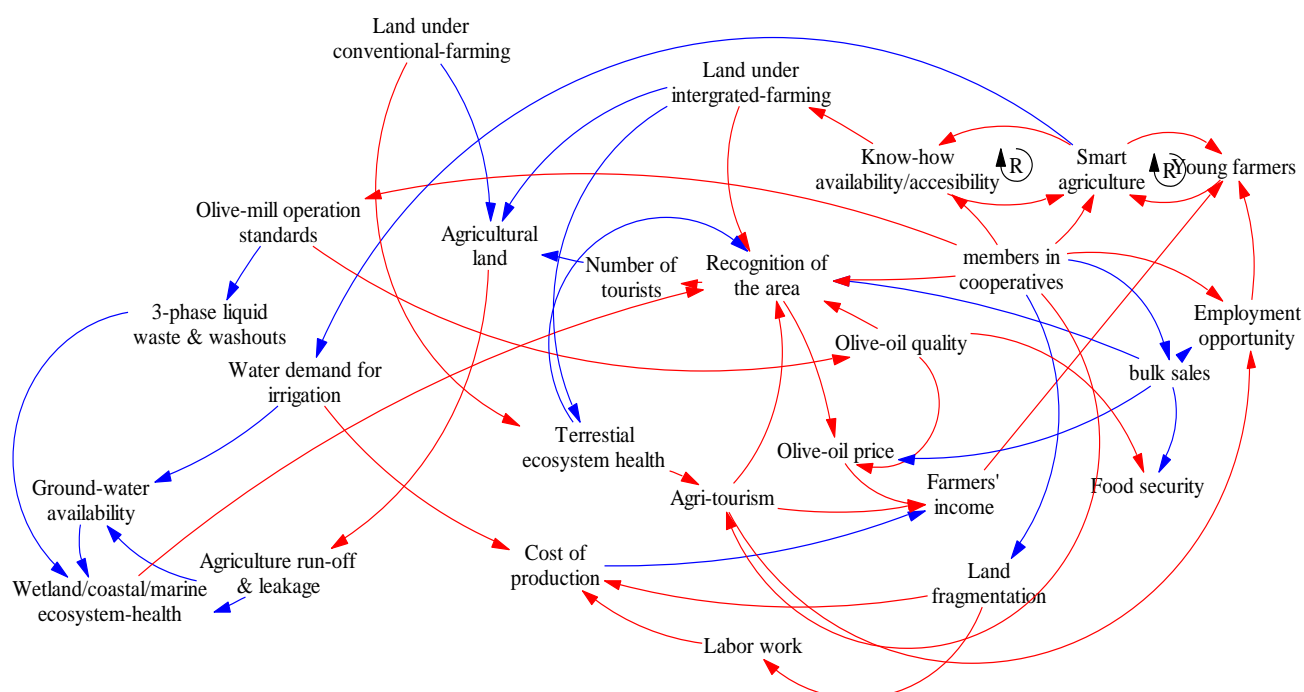 Land under
conventional-farming
Land under
intergrated-farming
Know-how
availability/accesibility
R
Smart
agriculture
R
Young farmers
Olive-mill operation
standards
Agricultural
land
Number of
tourists
Recognition of
the area
members in
cooperatives
3-phase liquid
waste & washouts
Employment
opportunity
Olive-oil quality
Water demand for
irrigation
bulk sales
Terrestial
ecosystem health
Olive-oil price
Ground-water
availability
Agri-tourism
Farmers'
income
Food security
Wetland/coastal/marine
ecosystem-health
Agriculture run-off
& leakage
Cost of
production
Land
fragmentation
Labor work